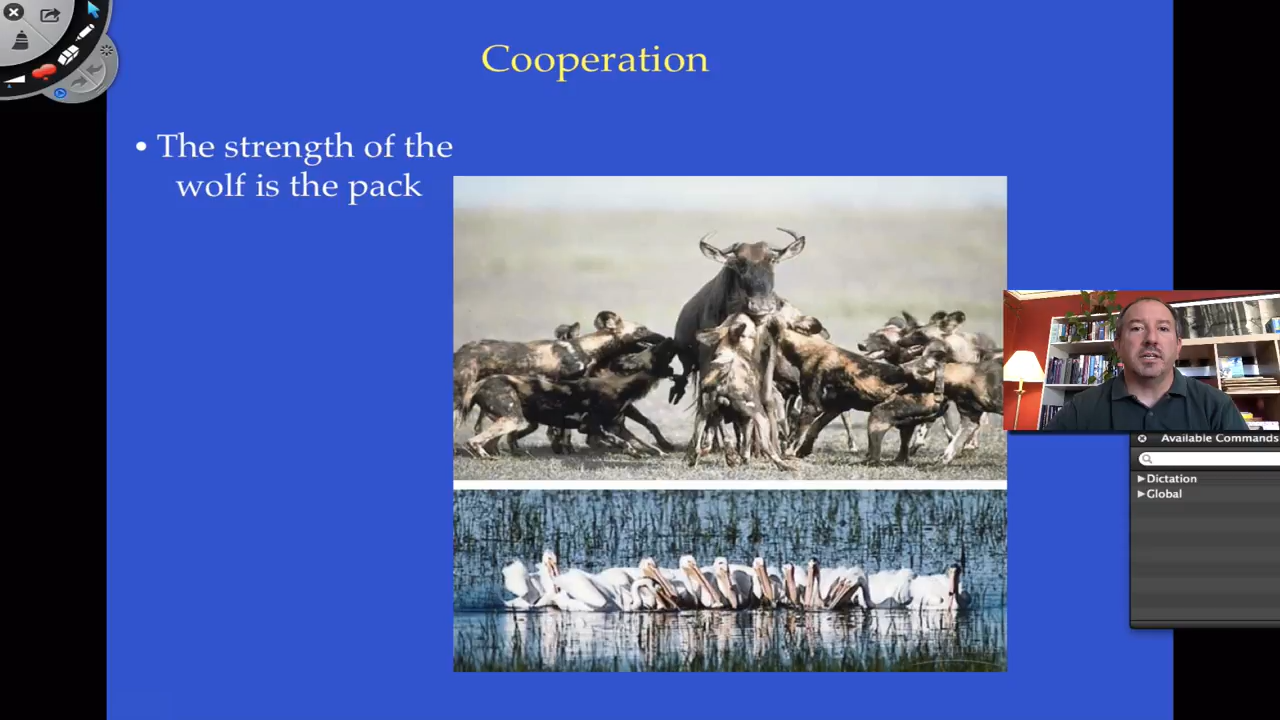 Cooperation
• The strength of the
wolf is the pack
Available Commands
▶Dictation
▶Global